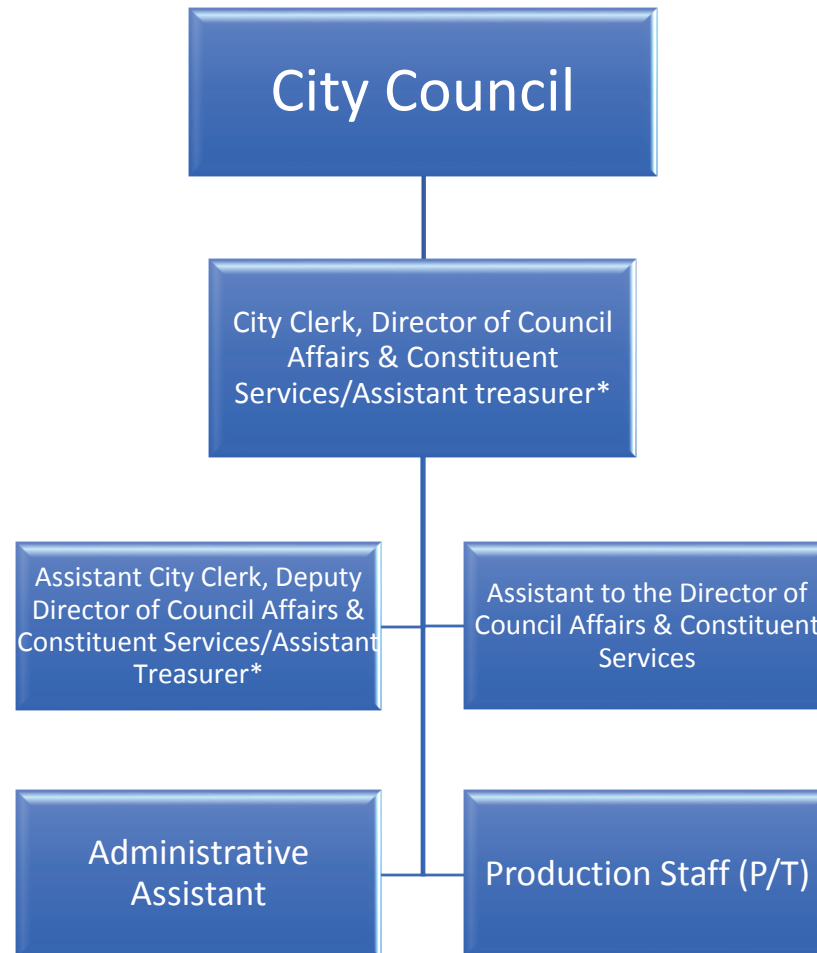 City Council
City Clerk, Director of Council
Affairs & Constituent
Services/Assistant treasurer*
Assistant City Clerk, Deputy
Director of Council Affairs &
Constituent Services/Assistant
Treasurer*
Assistant to the Director of
Council Affairs & Constituent
Services
Administrative
Assistant
Production Staff (P/T)